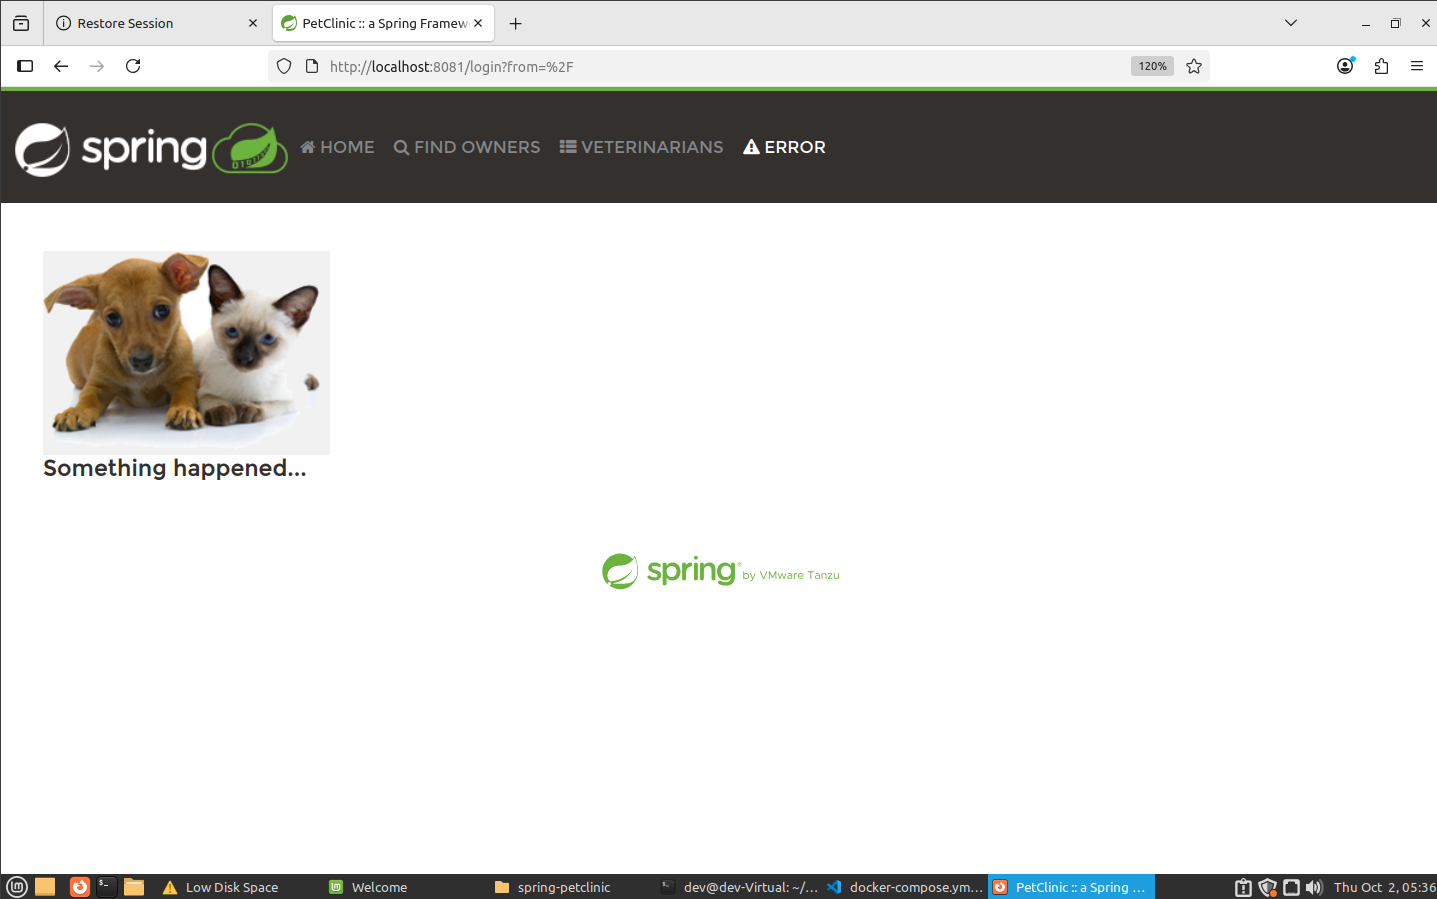 Restore Session
PetClinic :: a Spring Framew
http://localhost:8081/login?from=%2F
120%
spring
HOME
FIND OWNERS
VETERINARIANS
ERROR
Something happened...
spring by VMware Tanzu
Low Disk Space
Welcome
spring-petclinic
dev@dev-Virtual: ~/...
docker-compose.ym...
PetClinic :: a Spring ...
Thu Oct 2, 05:36